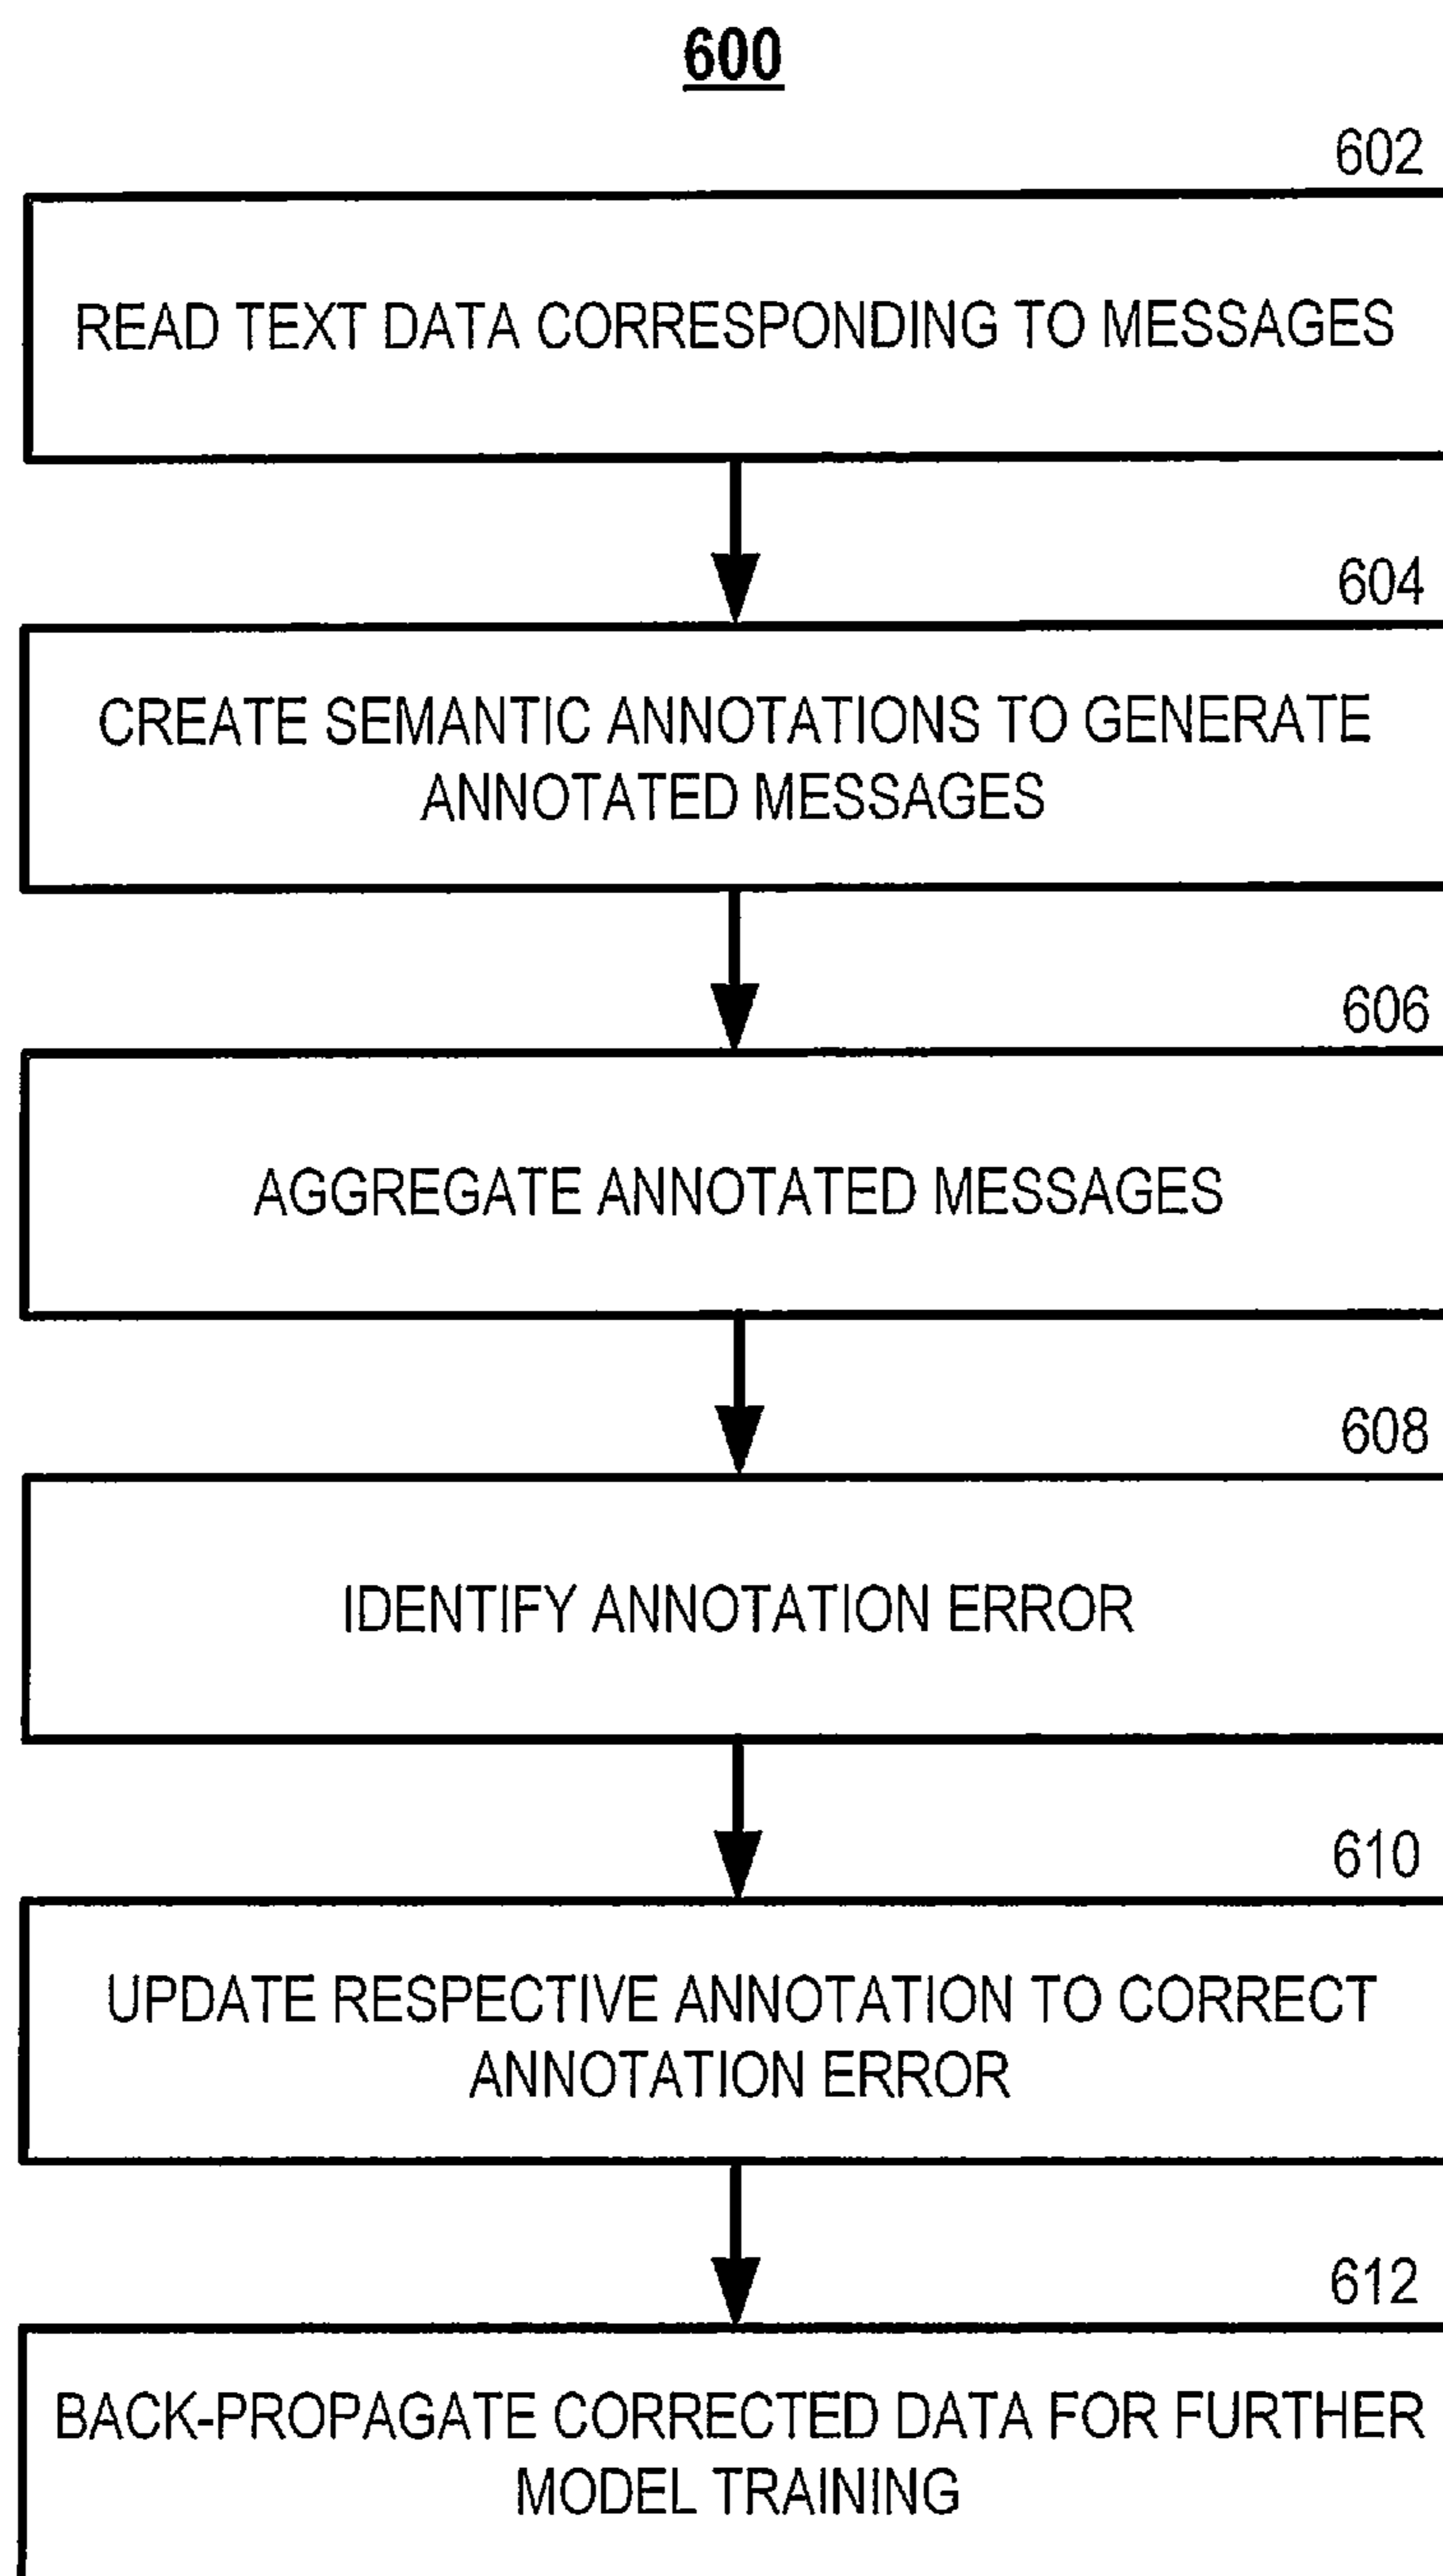 600
602
READ TEXT DATA CORRESPONDING TO MESSAGES
604
CREATE SEMANTIC ANNOTATIONS TO GENERATE
ANNOTATED MESSAGES
606
AGGREGATE ANNOTATED MESSAGES
608
IDENTIFY ANNOTATION ERROR
610
UPDATE RESPECTIVE ANNOTATION TO CORRECT
ANNOTATION ERROR
612
BACK-PROPAGATE CORRECTED DATA FOR FURTHER
MODEL TRAINING